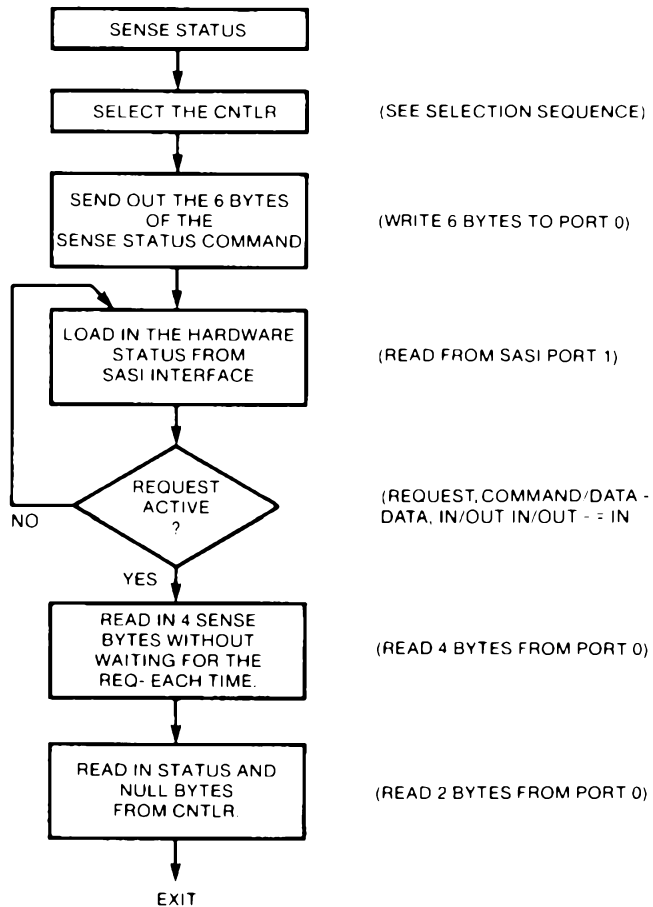 SENSE STATUS
SELECT THE CNTLR
(SEE SELECTION SEQUENCE)
SEND OUT THE 6 BYTES
OF THE
SENSE STATUS COMMAND
(WRITE 6 BYTES TO PORT 0)
LOAD IN THE HARDWARE
STATUS FROM
SASI INTERFACE
(READ FROM SASI PORT 1)
REQUEST
ACTIVE
?
(REQUEST, COMMAND/DATA -
DATA, IN/OUT IN/OUT - = IN
NO
YES
READ IN 4 SENSE
BYTES WITHOUT
WAITING FOR THE
REQ- EACH TIME.
(READ 4 BYTES FROM PORT 0)
READ IN STATUS AND
NULL BYTES
FROM CNTLR.
(READ 2 BYTES FROM PORT 0)
EXIT